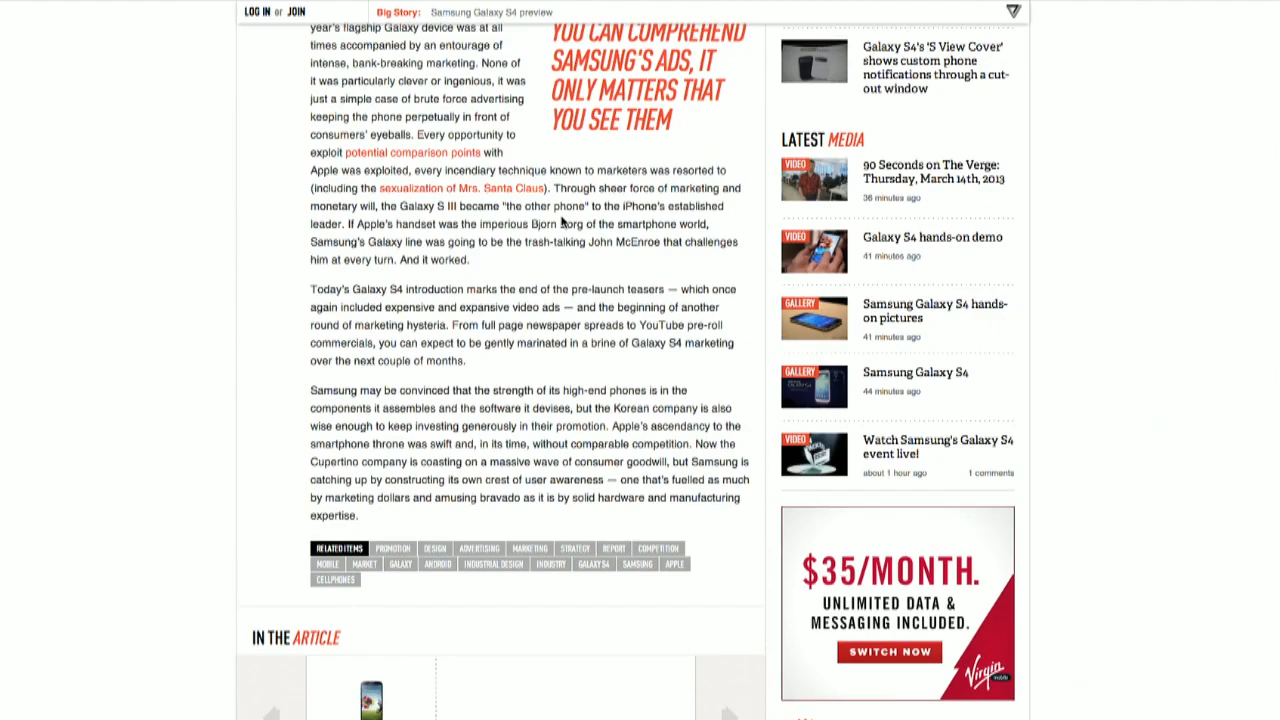 LOG IN or JOIN
Big Story: Samsung Galaxy S4 preview
year's flagship Galaxy device was at all
times accompanied by an entourage of
intense, bank-breaking marketing. None of
it was particularly clever or ingenious, it was
just a simple case of brute force advertising
keeping the phone perpetually in front of
consumers' eyeballs. Every opportunity to
exploit potential comparison points with
YOU CAN COMPREHEND
SAMSUNG'S ADS, IT
ONLY MATTERS THAT
YOU SEE THEM
Apple was exploited, every incendiary technique known to marketers was resorted to
(including the sexualization of Mrs. Santa Claus). Through sheer force of marketing and
monetary will, the Galaxy S III became "the other phone" to the iPhone's established
leader. If Apple's handset was the imperious Bjorn Borg of the smartphone world,
Samsung's Galaxy line was going to be the trash-talking John McEnroe that challenges
him at every turn. And it worked.
Today's Galaxy S4 introduction marks the end of the pre-launch teasers — which once
again included expensive and expansive video ads — and the beginning of another
round of marketing hysteria. From full page newspaper spreads to YouTube pre-roll
commercials, you can expect to be gently marinated in a brine of Galaxy S4 marketing
over the next couple of months.
Samsung may be convinced that the strength of its high-end phones is in the
components it assembles and the software it devises, but the Korean company is also
wise enough to keep investing generously in their promotion. Apple's ascendancy to the
smartphone throne was swift and, in its time, without comparable competition. Now the
Cupertino company is coasting on a massive wave of consumer goodwill, but Samsung is
catching up by constructing its own crest of user awareness — one that's fuelled as much
by marketing dollars and amusing bravado as it is by solid hardware and manufacturing
expertise.
RELATED ITEMS PROMOTION DESIGN ADVERTISING MARKETING STRATEGY REPORT COMPETITION
MOBILE MARKET GALAXY ANDROID INDUSTRIAL DESIGN INDUSTRY GALAXY S4 SAMSUNG APPLE
CELLPHONES
IN THE ARTICLE
Galaxy S4's 'S View Cover'
shows custom phone
notifications through a cut-
out window
LATEST MEDIA
VIDEO
90 Seconds on The Verge:
Thursday, March 14th, 2013
36 minutes ago
VIDEO
Galaxy S4 hands-on demo
41 minutes ago
GALLERY
Samsung Galaxy S4 hands-
on pictures
41 minutes ago
GALLERY
Samsung Galaxy S4
44 minutes ago
VIDEO
Watch Samsung's Galaxy S4
event live!
about 1 hour ago 1 comments
$35/MONTH.
UNLIMITED DATA &
MESSAGING INCLUDED.
SWITCH NOW
Virgin
mobile